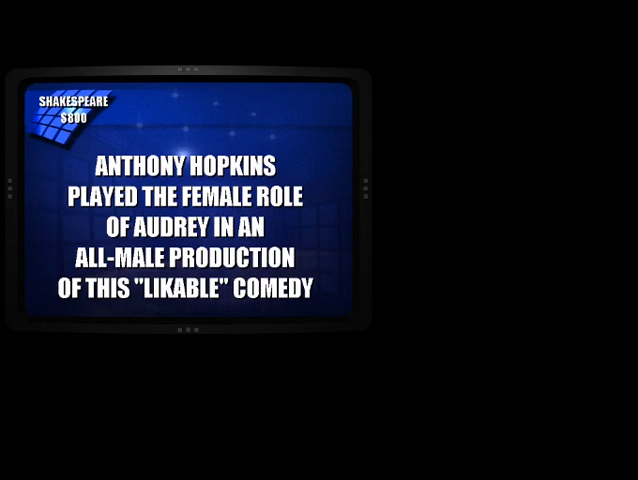 SHAKESPEARE
$800
ANTHONY HOPKINS
PLAYED THE FEMALE ROLE
OF AUDREY IN AN
ALL-MALE PRODUCTION
OF THIS "LIKABLE" COMEDY